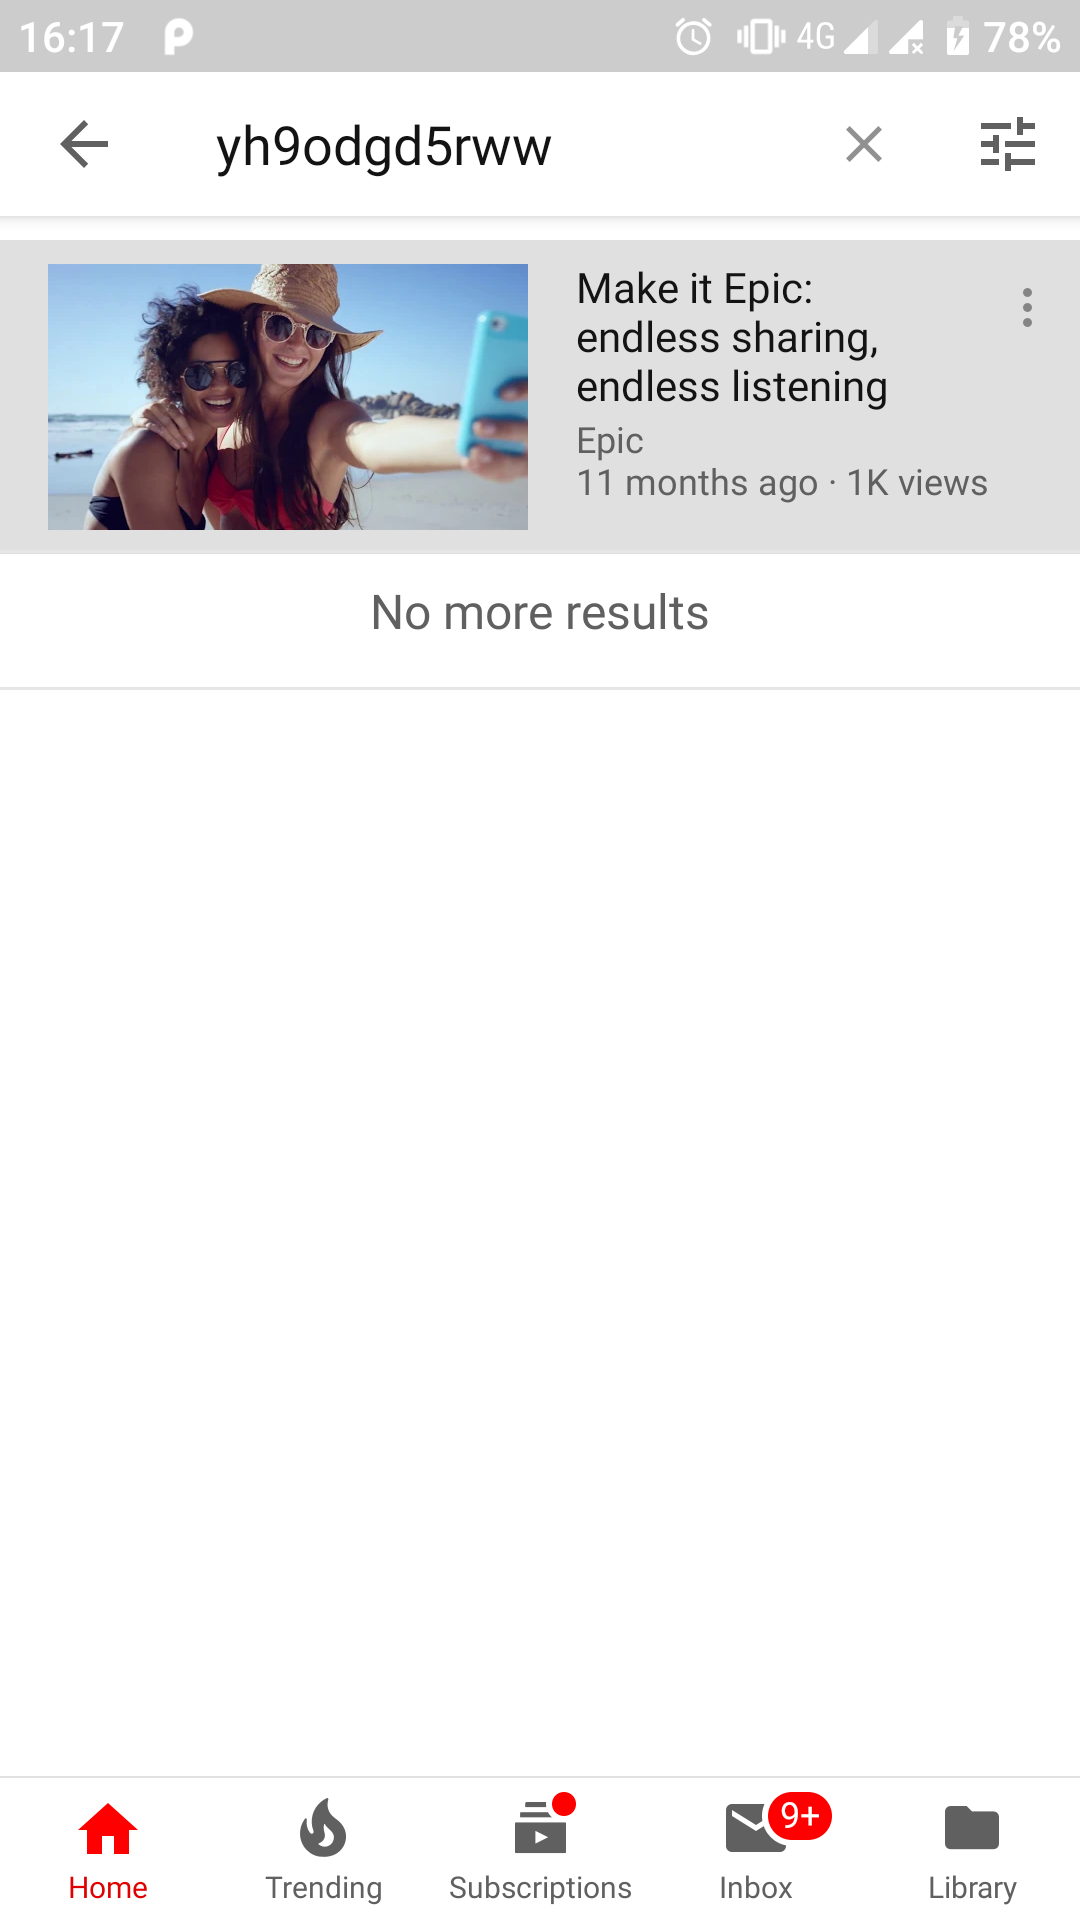 16:17 4G 78%
yh9odgd5rww
Make it Epic:
endless sharing,
endless listening
Epic
11 months ago · 1K views
No more results
9+
Home Trending Subscriptions Inbox Library